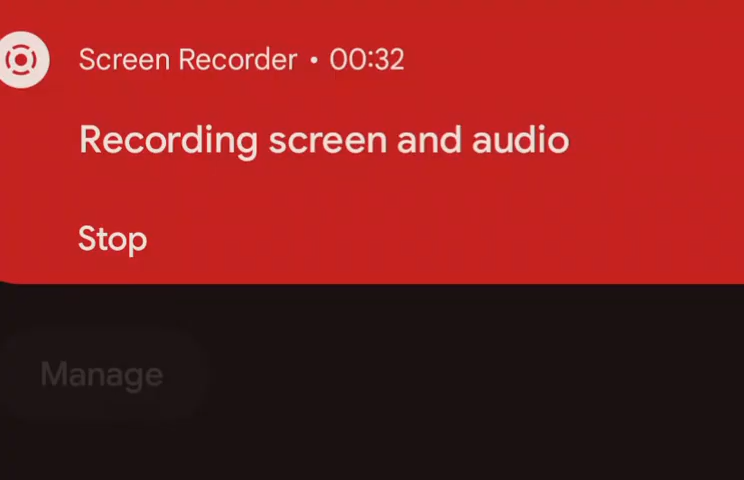 Screen Recorder • 00:32
Recording screen and audio
Stop
Manage